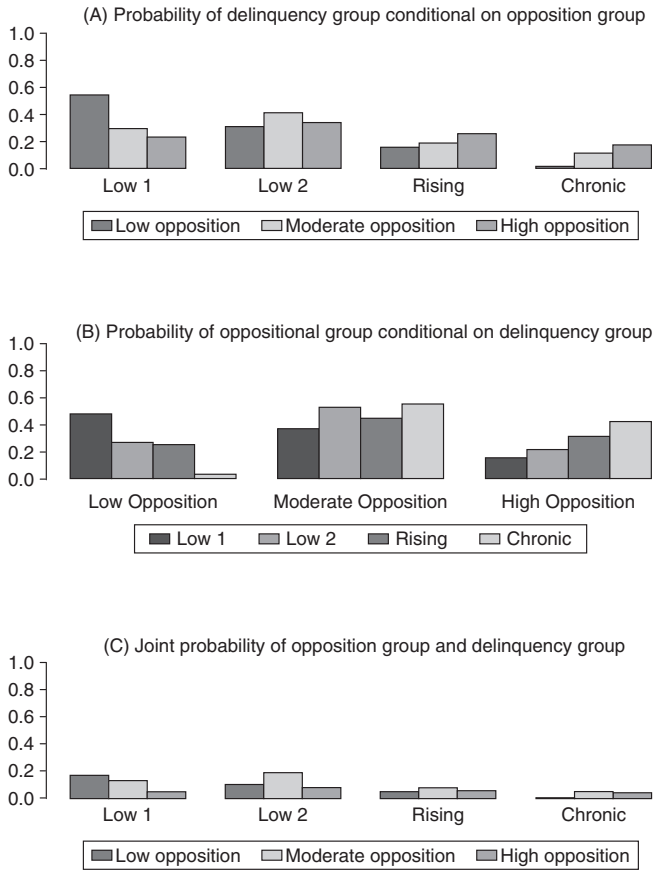 (A) Probability of delinquency group conditional on opposition group
1.0
0.8
0.6
0.4
0.2
0.0
Low 1 Low 2 Rising Chronic
Low opposition Moderate opposition High opposition
(B) Probability of oppositional group conditional on delinquency group
1.0
0.8
0.6
0.4
0.2
0.0
Low Opposition Moderate Opposition High Opposition
Low 1 Low 2 Rising Chronic
(C) Joint probability of opposition group and delinquency group
1.0
0.8
0.6
0.4
0.2
0.0
Low 1 Low 2 Rising Chronic
Low opposition Moderate opposition High opposition